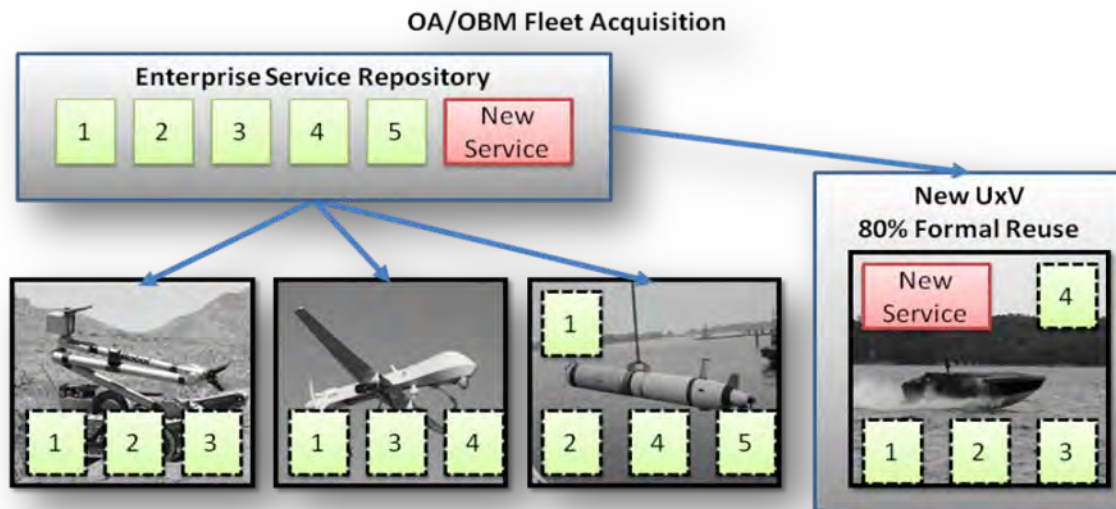 OA/OBM Fleet Acquisition
Enterprise Service Repository
1 2 3 4 5 New
Service
New UxV
80% Formal Reuse
New
Service
4
1 2 3
1
2 3
1 3 4
1
2 4 5